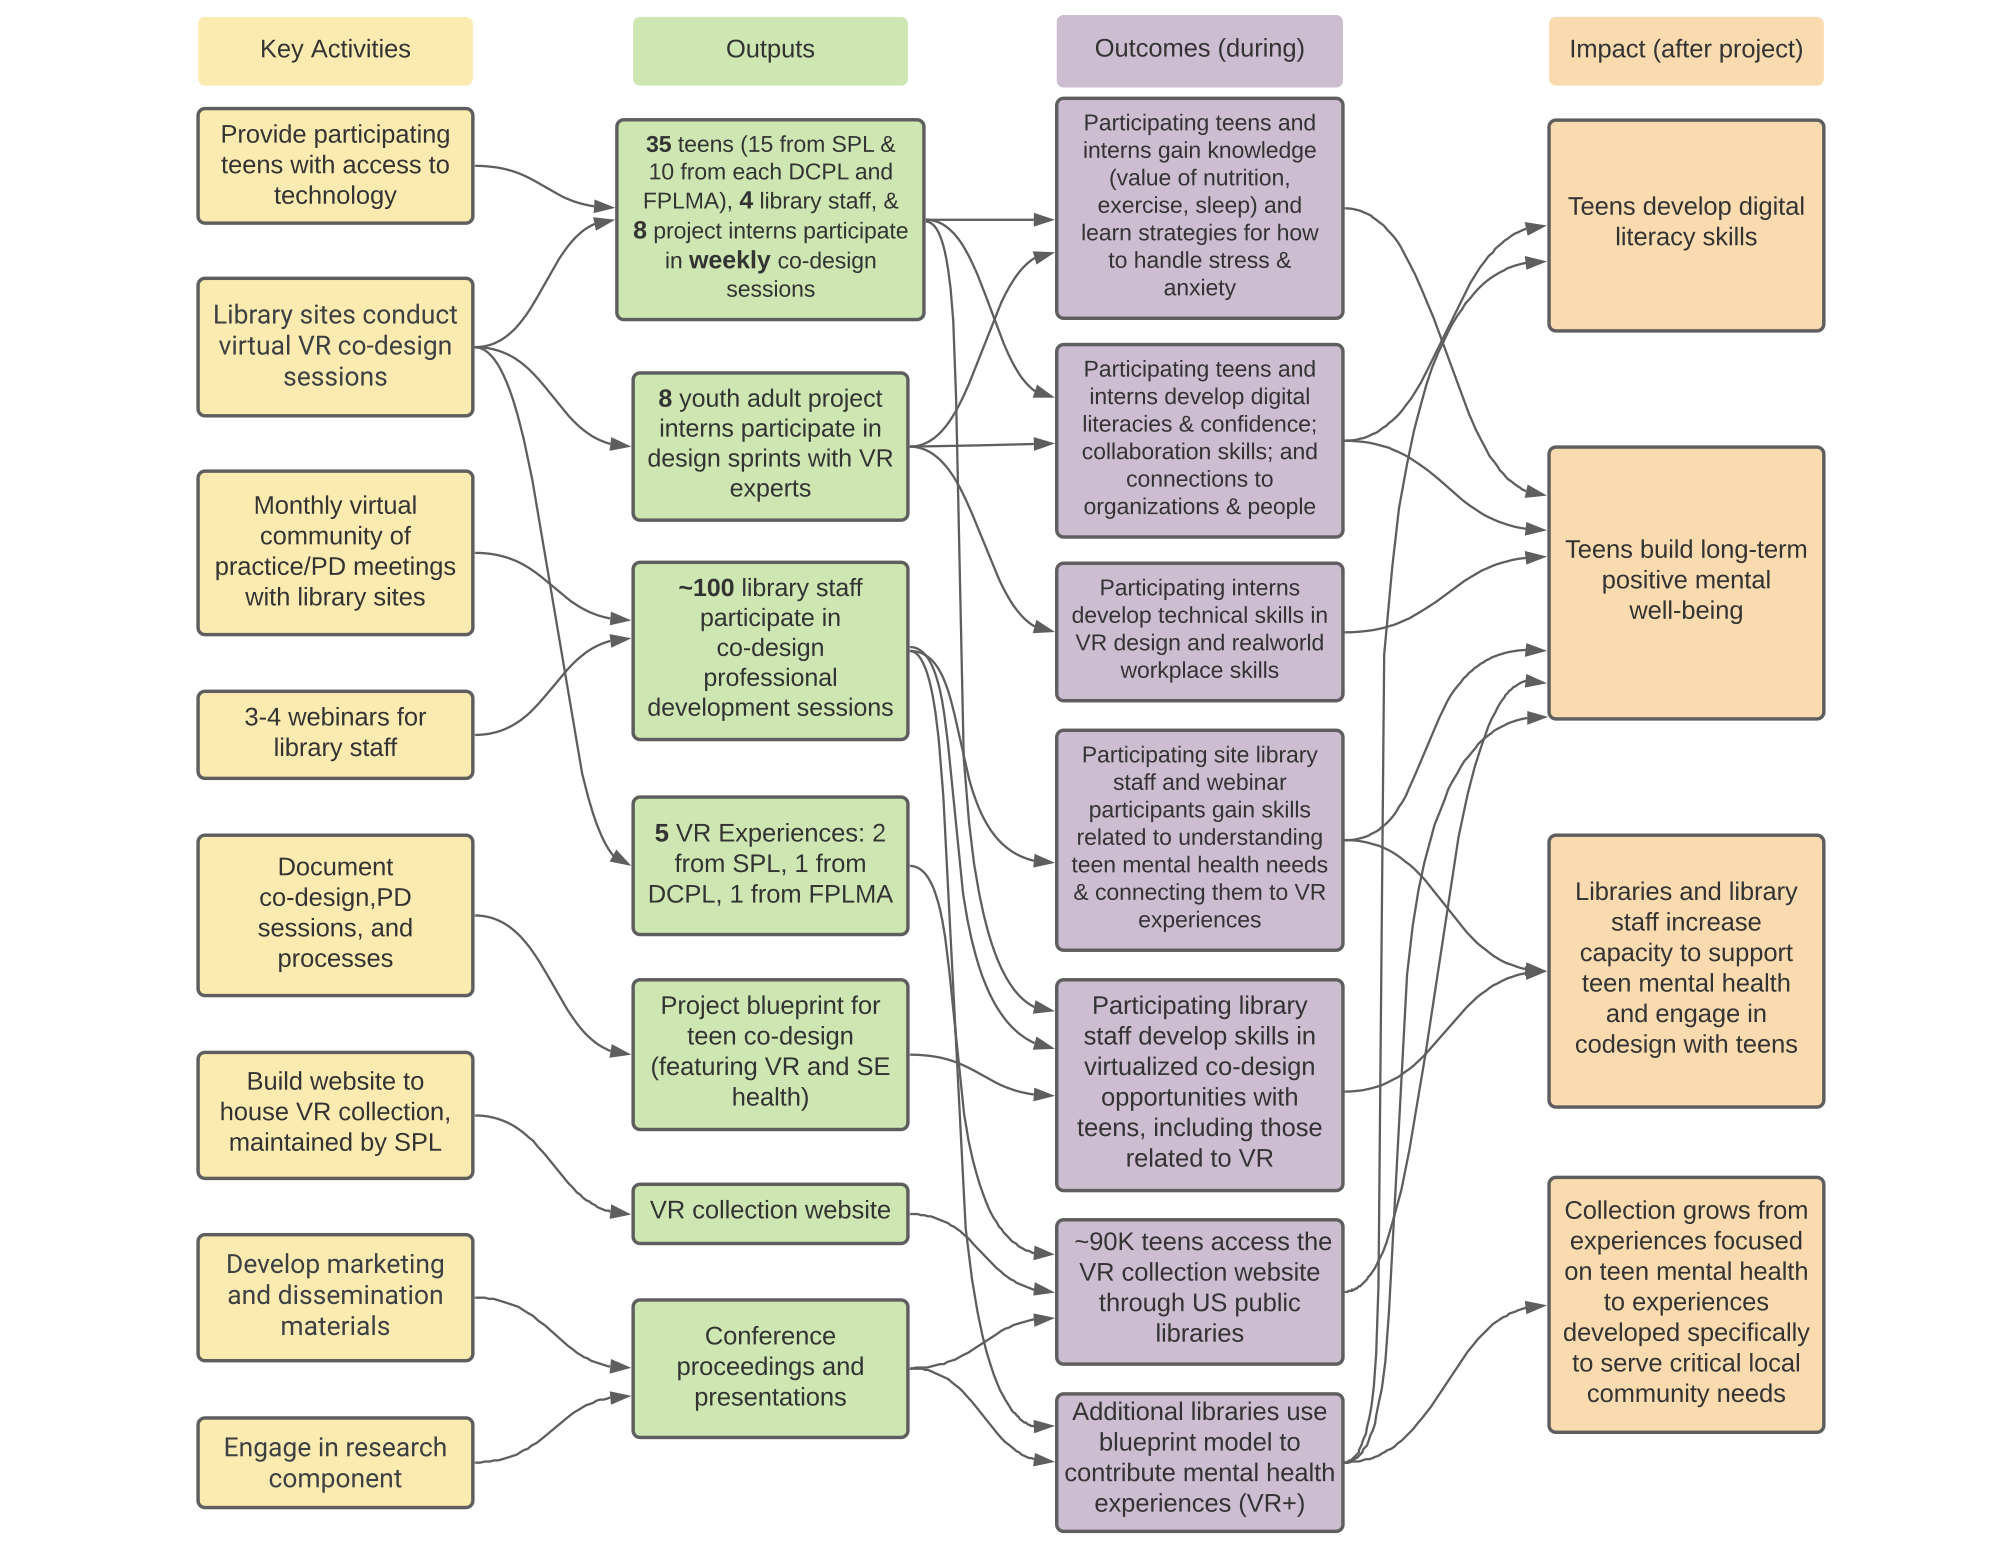 Key Activities
Provide participating
teens with access to
technology
Library sites conduct
virtual VR co-design
sessions
Monthly virtual
community of
practice/PD meetings
with library sites
3-4 webinars for
library staff
Document
co-design,PD
sessions, and
processes
Build website to
house VR collection,
maintained by SPL
Develop marketing
and dissemination
materials
Engage in research
component
Outputs
35 teens (15 from SPL &
10 from each DCPL and
FPLMA), 4 library staff, &
8 project interns participate
in weekly co-design
sessions
8 youth adult project
interns participate in
design sprints with VR
experts
~100 library staff
participate in
co-design
professional
development sessions
5 VR Experiences: 2
from SPL, 1 from
DCPL, 1 from FPLMA
Project blueprint for
teen co-design
(featuring VR and SE
health)
VR collection website
Conference
proceedings and
presentations
Outcomes (during)
Participating teens and
interns gain knowledge
(value of nutrition,
exercise, sleep) and
learn strategies for how
to handle stress &
anxiety
Participating teens and
interns develop digital
literacies & confidence;
collaboration skills; and
connections to
organizations & people
Participating interns
develop technical skills in
VR design and realworld
workplace skills
Participating site library
staff and webinar
participants gain skills
related to understanding
teen mental health needs
& connecting them to VR
experiences
Participating library
staff develop skills in
virtualized co-design
opportunities with
teens, including those
related to VR
~90K teens access the
VR collection website
through US public
libraries
Additional libraries use
blueprint model to
contribute mental health
experiences (VR+)
Impact (after project)
Teens develop digital
literacy skills
Teens build long-term
positive mental
well-being
Libraries and library
staff increase
capacity to support
teen mental health
and engage in
codesign with teens
Collection grows from
experiences focused
on teen mental health
to experiences
developed specifically
to serve critical local
community needs